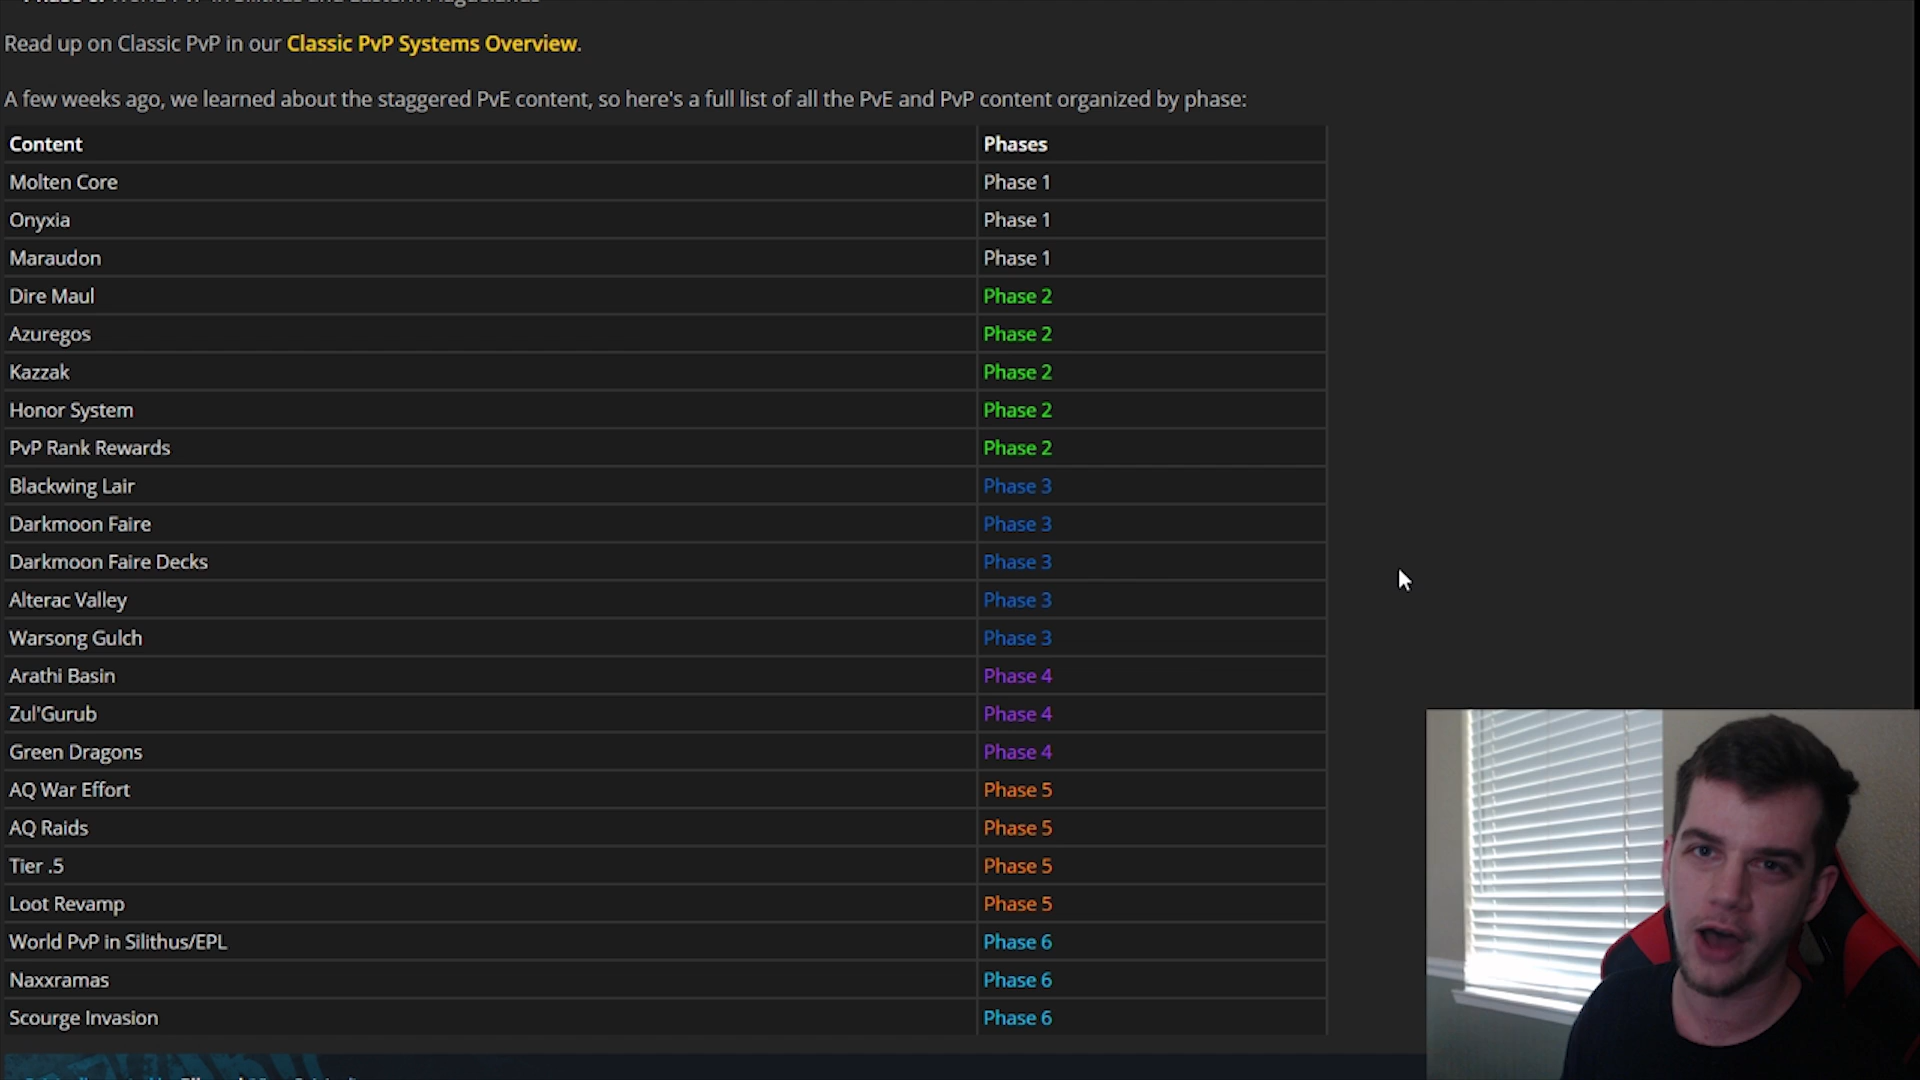 Read up on Classic PvP in our Classic PvP Systems Overview.
A few weeks ago, we learned about the staggered PvE content, so here's a full list of all the PvE and PvP content organized by phase:
Content Phases
Molten Core Phase 1
Onyxia Phase 1
Maraudon Phase 1
Dire Maul Phase 2
Azuregos Phase 2
Kazzak Phase 2
Honor System Phase 2
PvP Rank Rewards Phase 2
Blackwing Lair Phase 3
Darkmoon Faire Phase 3
Darkmoon Faire Decks Phase 3
Alterac Valley Phase 3
Warsong Gulch Phase 3
Arathi Basin Phase 4
Zul'Gurub Phase 4
Green Dragons Phase 4
AQ War Effort Phase 5
AQ Raids Phase 5
Tier .5 Phase 5
Loot Revamp Phase 5
World PvP in Silithus/EPL Phase 6
Naxxramas Phase 6
Scourge Invasion Phase 6